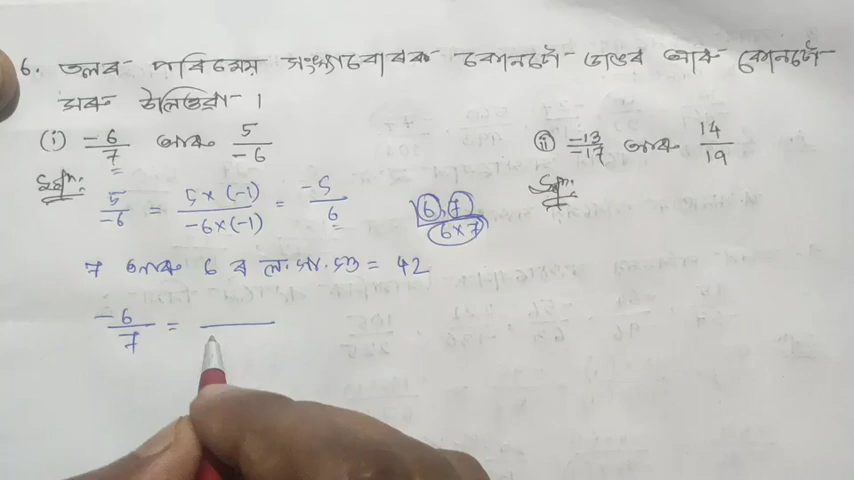 6. তলৰ পৰিমেয় সংখ্যাবোৰৰ কোনটো ডাঙৰ আৰু কোনটো
সৰু উলিওৱা ।
(i) -6/7 আৰু 5/-6
(ii) -13/-17 আৰু 14/19
Solⁿ:
Solⁿ:
5/-6 = 5×(-1)/-6×(-1) = -5/6
6, 7
6×7
7 আৰু 6 ৰ ল.সা.গু = 42
-6/7 =